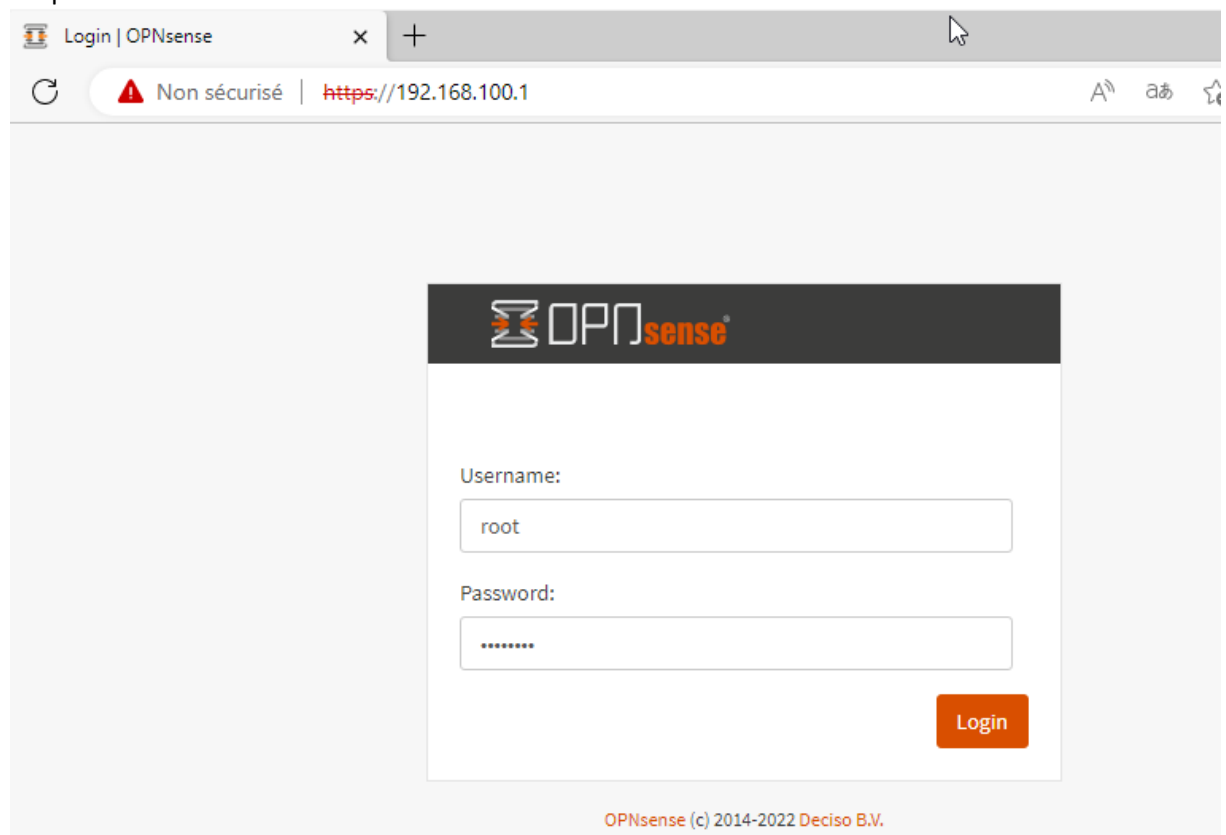 Login | OPNsense
Non sécurisé | https://192.168.100.1
OPNsense
Username:
root
Password:
••••••••
Login
OPNsense (c) 2014-2022 Deciso B.V.